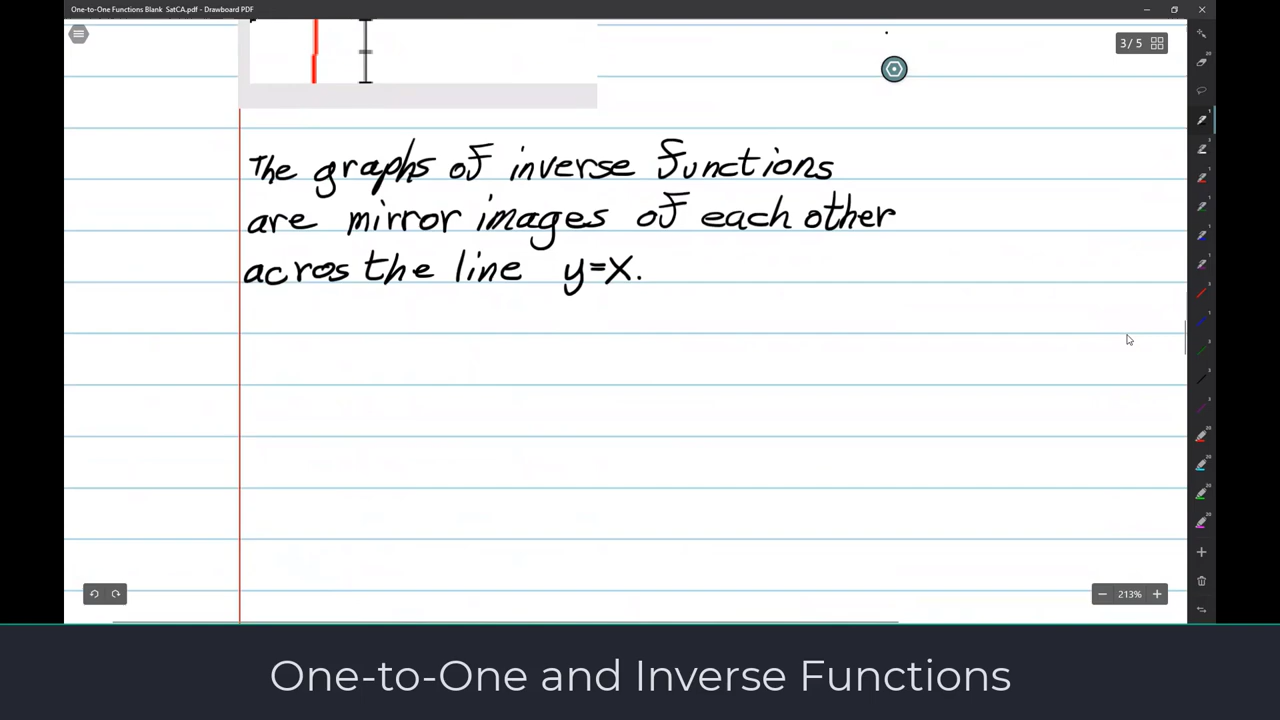 One-to-One Functions Blank SatCA.pdf - Drawboard PDF
3 / 5
The graphs of inverse functions
are mirror images of each other
acros the line y=x.
213%
One-to-One and Inverse Functions